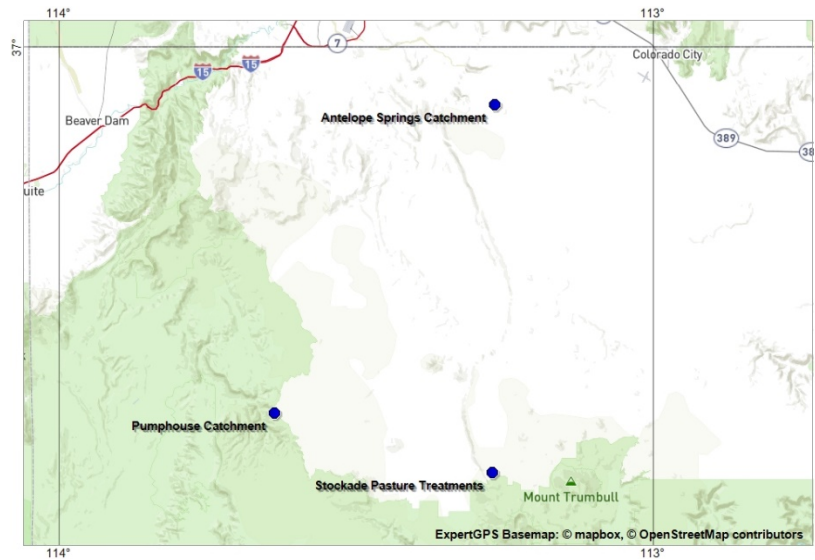 114°
113°
37°
7
15
15
Colorado City
Antelope Springs Catchment
Beaver Dam
389
38
uite
Pumphouse Catchment
Stockade Pasture Treatments
Mount Trumbull
ExpertGPS Basemap: © mapbox, © OpenStreetMap contributors
114°
113°